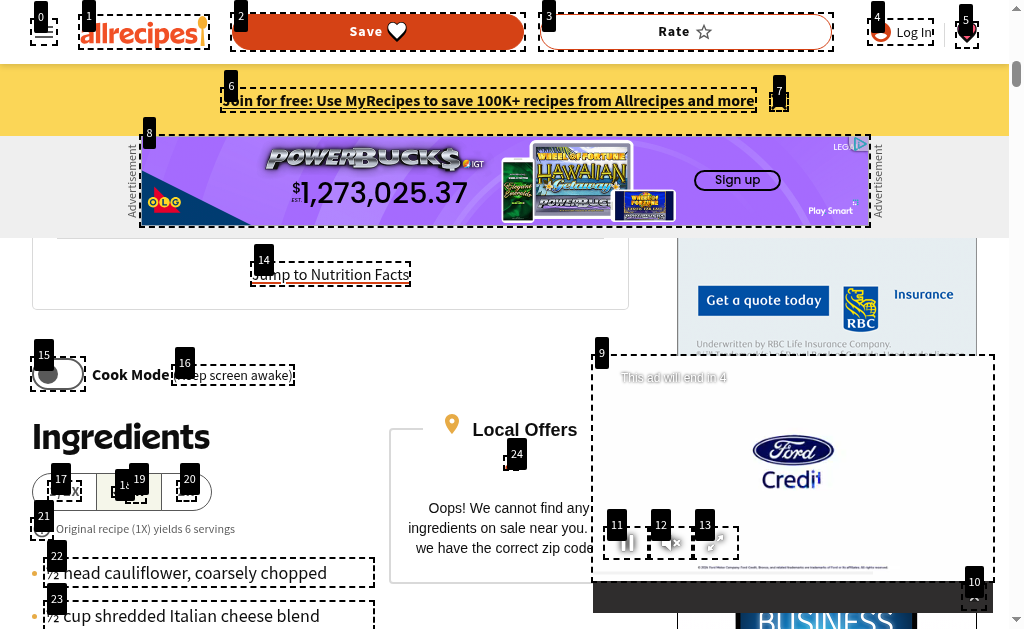 0
1
2
3
4
5
allrecipes
Save
Rate
Log In
6
7
Join for free: Use MyRecipes to save 100K+ recipes from Allrecipes and more
8
Advertisement
POWERBUCK$
IGT
$1,273,025.37
EST.
OLG
WHEEL OF FORTUNE
HAWAIIAN
Getaways
POWERBUCKS
Sign up
LEGO
Play Smart
Advertisement
14
Jump to Nutrition Facts
Get a quote today
RBC
Insurance
Underwritten by RBC Life Insurance Company.
15
16
Cook Mode
(Keep screen awake)
9
This ad will end in 4
Ford
Credit
11
12
13
10
Ingredients
Local Offers
24
17
18
19
20
21
Original recipe (1X) yields 6 servings
Oops! We cannot find any
ingredients on sale near you.
we have the correct zip code
22
½ head cauliflower, coarsely chopped
23
½ cup shredded Italian cheese blend
BUSINESS